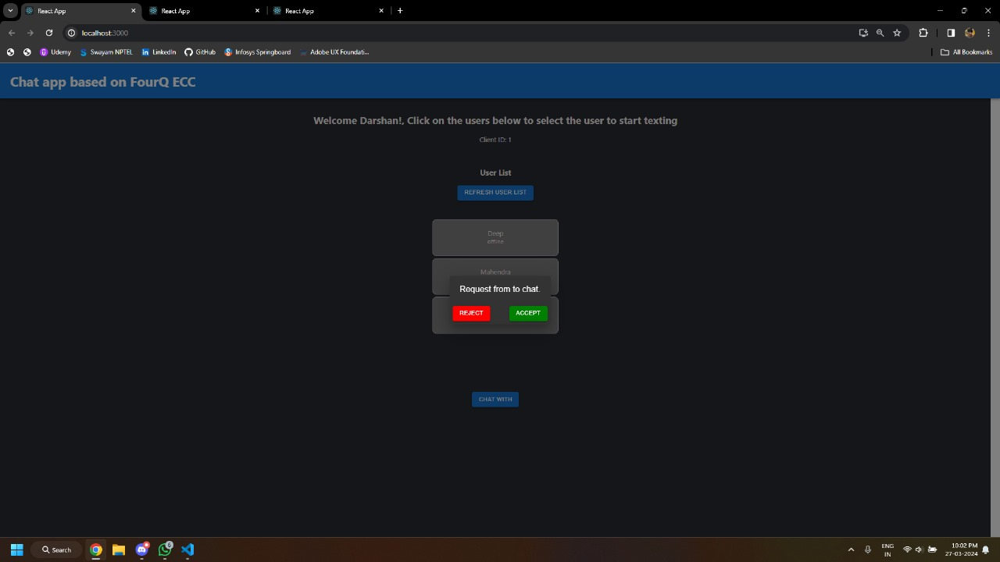 React App
React App
React App
localhost:3000
Udemy
Swayam NPTEL
LinkedIn
GitHub
Infosys Springboard
Adobe UX Foundati...
All Bookmarks
Chat app based on FourQ ECC
Welcome Darshan!, Click on the users below to select the user to start texting
Client ID: 1
User List
REFRESH USER LIST
Deep
offline
Mahendra
Request from to chat.
REJECT
ACCEPT
CHAT WITH
Search
6
ENG
IN
10:02 PM
27-03-2024